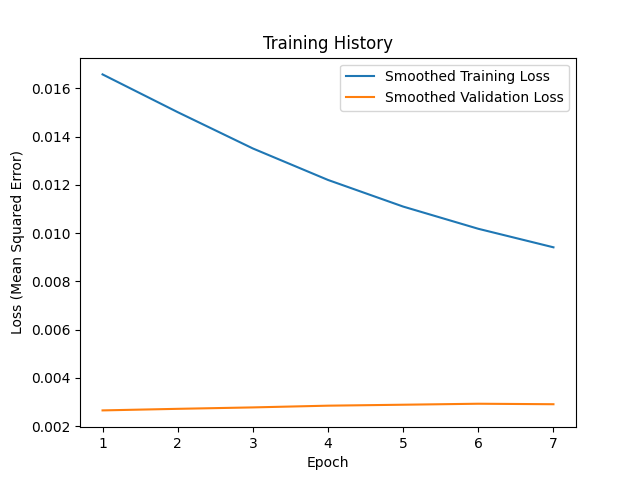 Training History
Smoothed Training Loss
Smoothed Validation Loss
Loss (Mean Squared Error)
0.016
0.014
0.012
0.010
0.008
0.006
0.004
0.002
1 2 3 4 5 6 7
Epoch